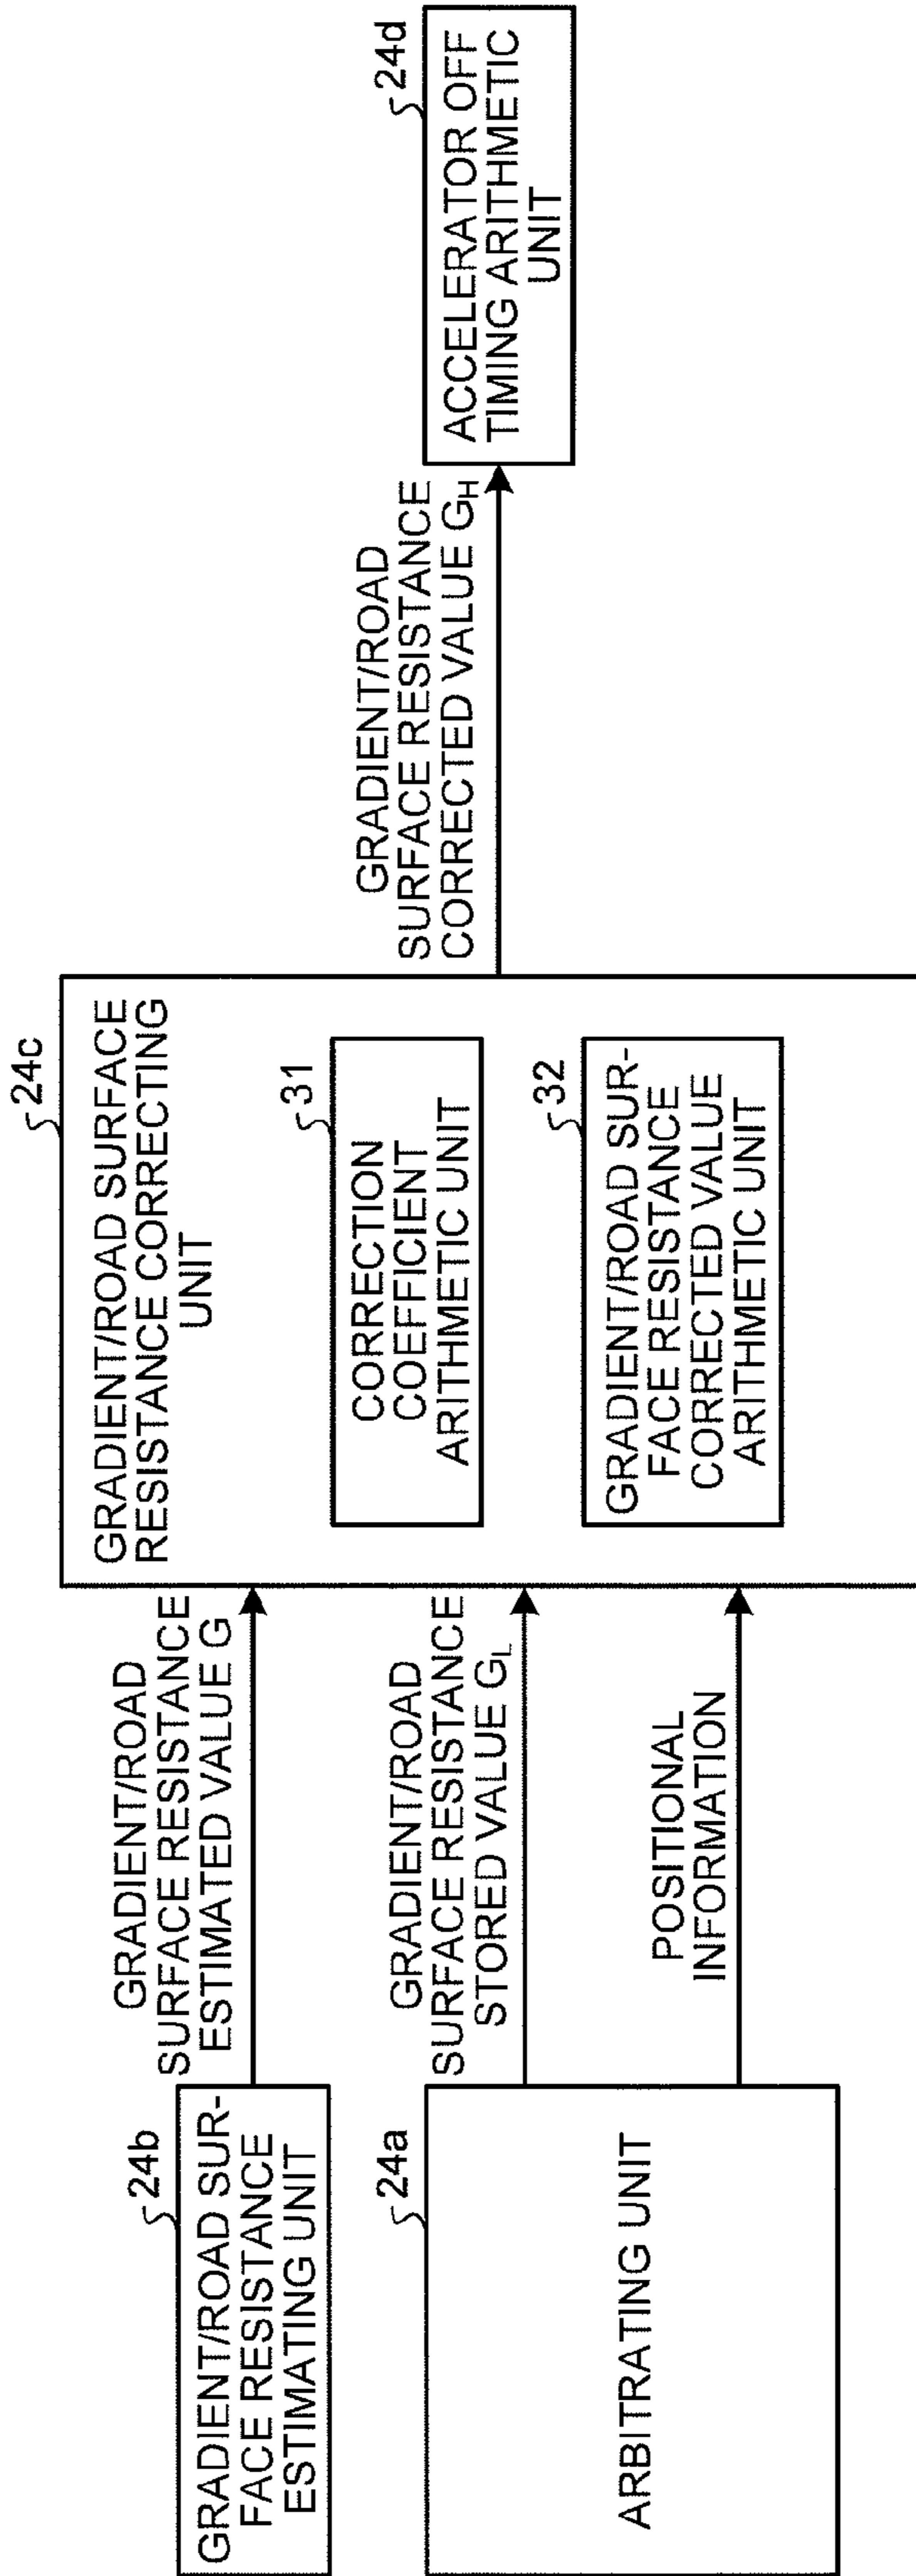 24b
GRADIENT/ROAD SUR-
FACE RESISTANCE
ESTIMATING UNIT
24a
ARBITRATING UNIT
GRADIENT/ROAD
SURFACE RESISTANCE
ESTIMATED VALUE G
GRADIENT/ROAD
SURFACE RESISTANCE
STORED VALUE GL
POSITIONAL
INFORMATION
24c
GRADIENT/ROAD SURFACE
RESISTANCE CORRECTING
UNIT
31
CORRECTION
COEFFICIENT
ARITHMETIC UNIT
32
GRADIENT/ROAD SUR-
FACE RESISTANCE
CORRECTED VALUE
ARITHMETIC UNIT
GRADIENT/ROAD
SURFACE RESISTANCE
CORRECTED VALUE GH
24d
ACCELERATOR OFF
TIMING ARITHMETIC
UNIT